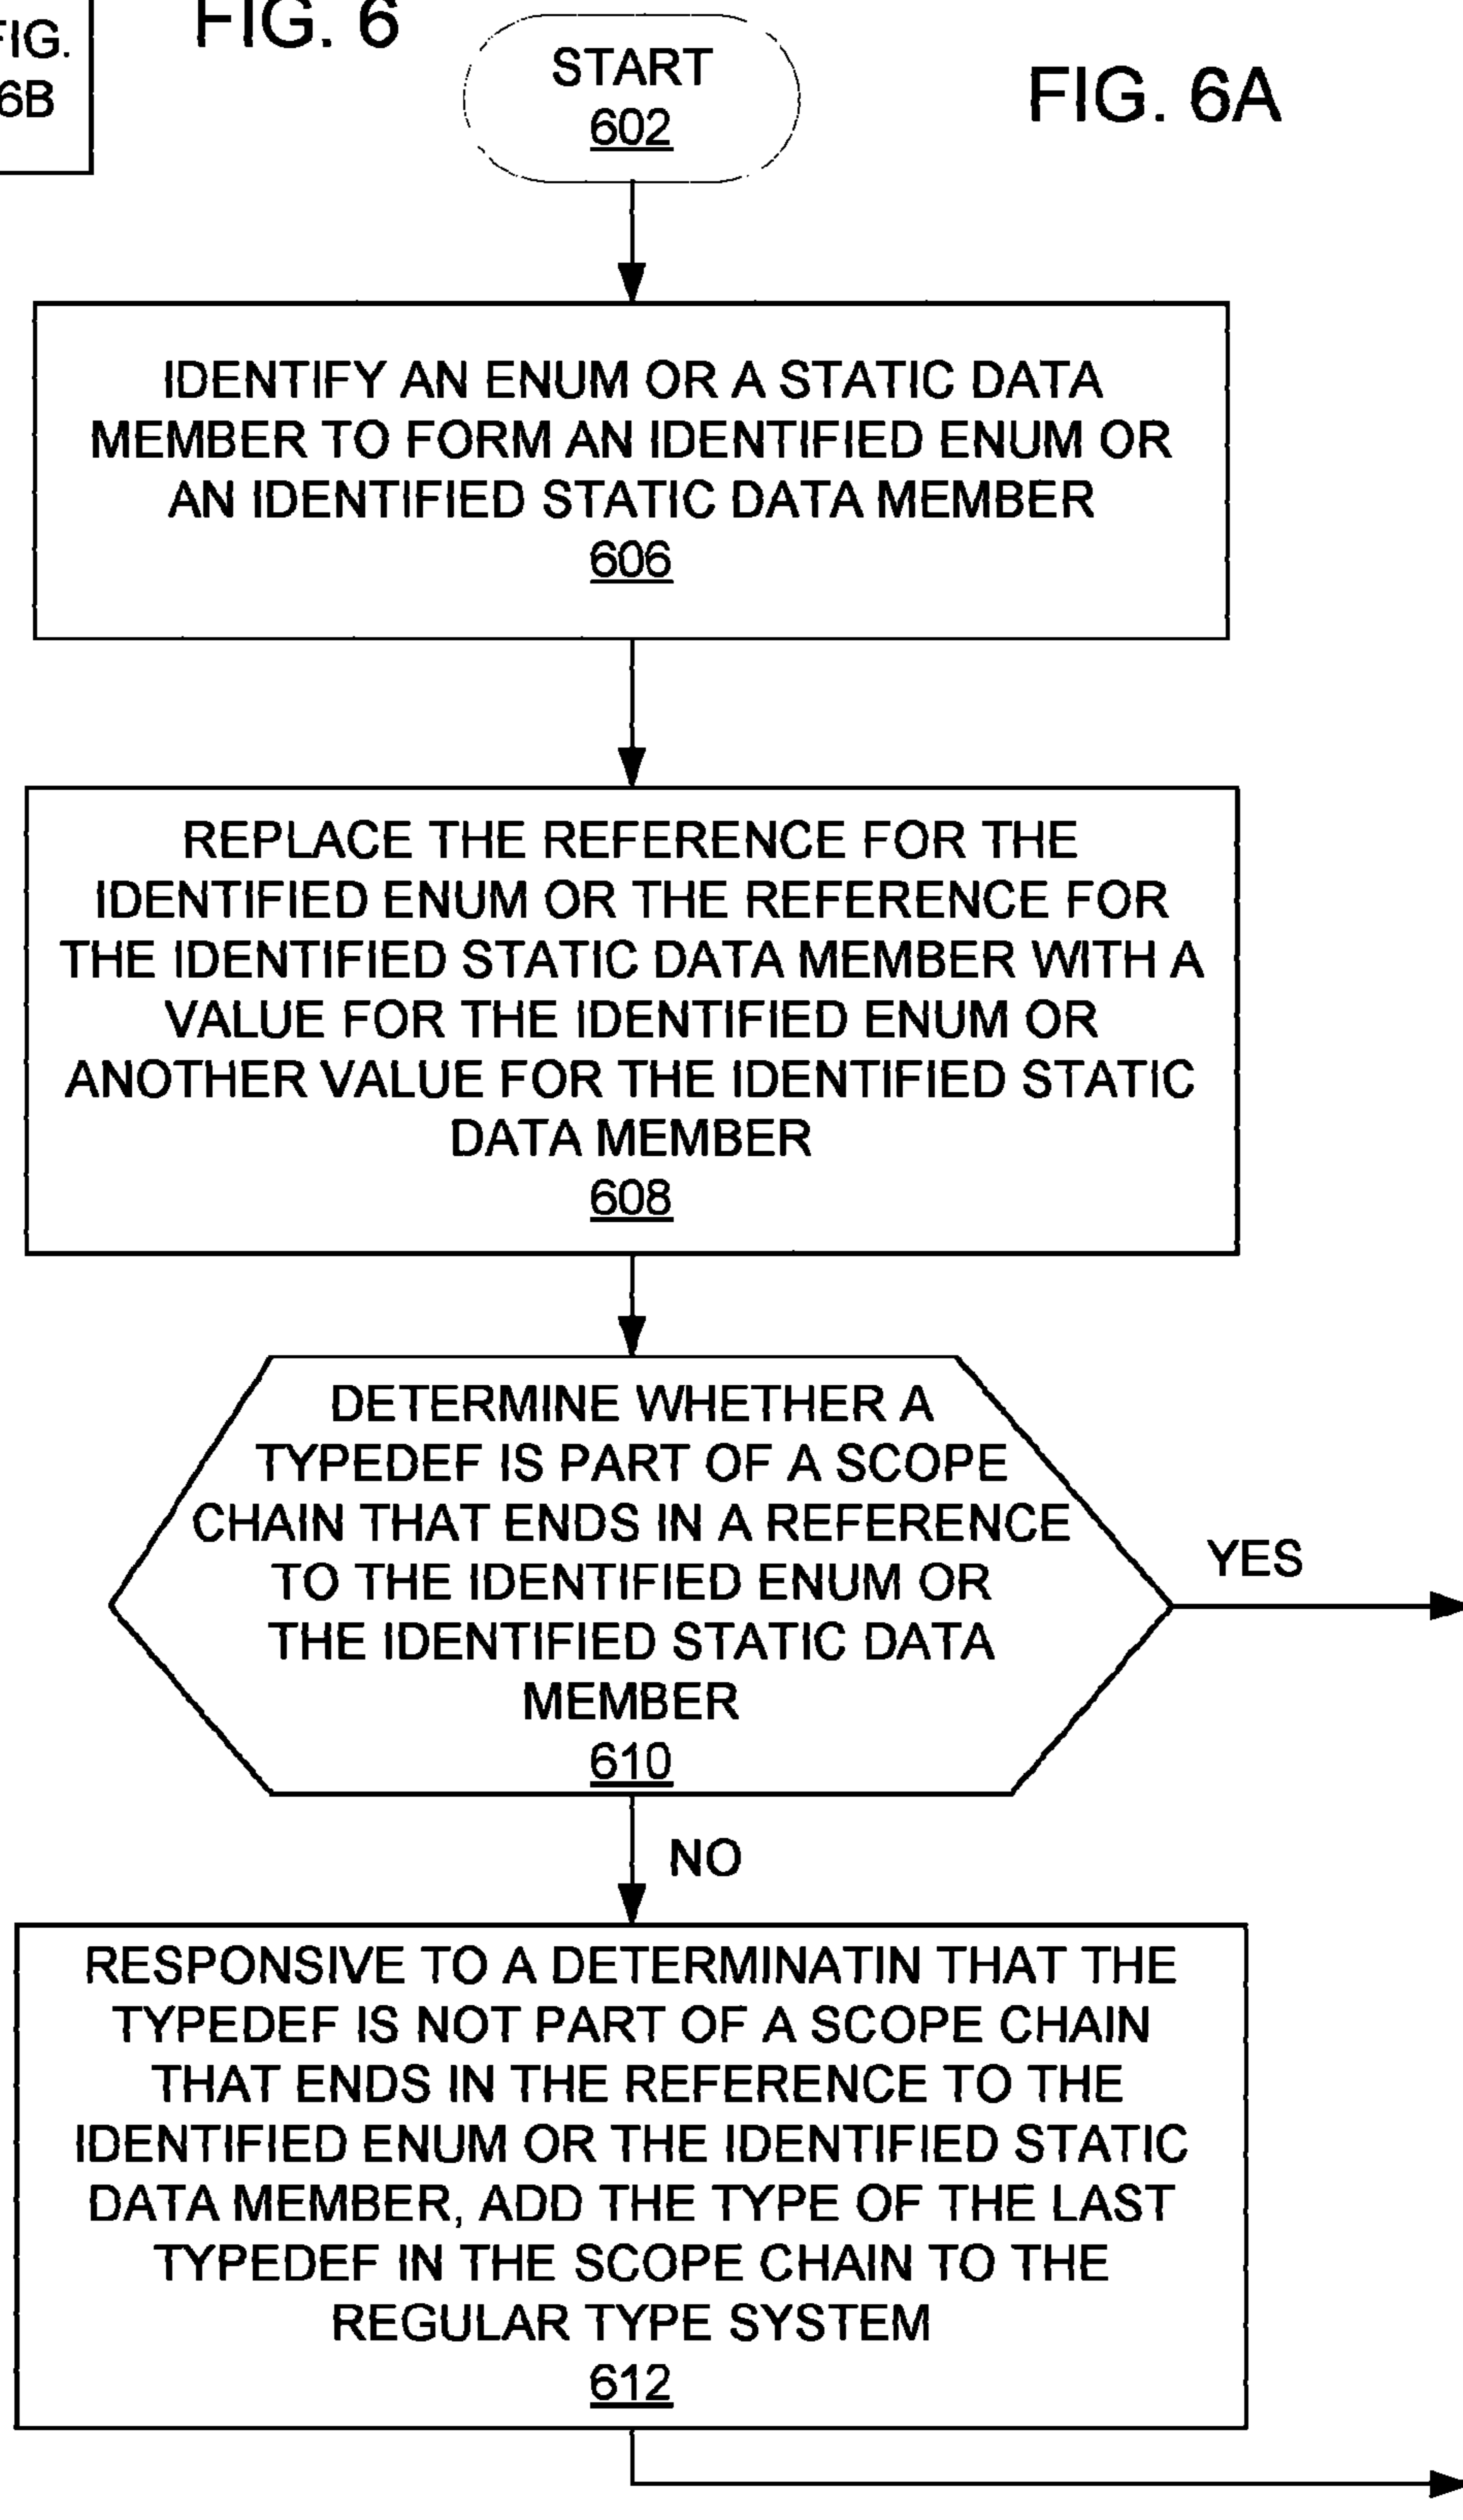 FIG.
6B
FIG. 6
START
602
FIG. 6A
IDENTIFY AN ENUM OR A STATIC DATA
MEMBER TO FORM AN IDENTIFIED ENUM OR
AN IDENTIFIED STATIC DATA MEMBER
606
REPLACE THE REFERENCE FOR THE
IDENTIFIED ENUM OR THE REFERENCE FOR
THE IDENTIFIED STATIC DATA MEMBER WITH A
VALUE FOR THE IDENTIFIED ENUM OR
ANOTHER VALUE FOR THE IDENTIFIED STATIC
DATA MEMBER
608
DETERMINE WHETHER A
TYPEDEF IS PART OF A SCOPE
CHAIN THAT ENDS IN A REFERENCE
TO THE IDENTIFIED ENUM OR
THE IDENTIFIED STATIC DATA
MEMBER
610
YES
NO
RESPONSIVE TO A DETERMINATIN THAT THE
TYPEDEF IS NOT PART OF A SCOPE CHAIN
THAT ENDS IN THE REFERENCE TO THE
IDENTIFIED ENUM OR THE IDENTIFIED STATIC
DATA MEMBER, ADD THE TYPE OF THE LAST
TYPEDEF IN THE SCOPE CHAIN TO THE
REGULAR TYPE SYSTEM
612